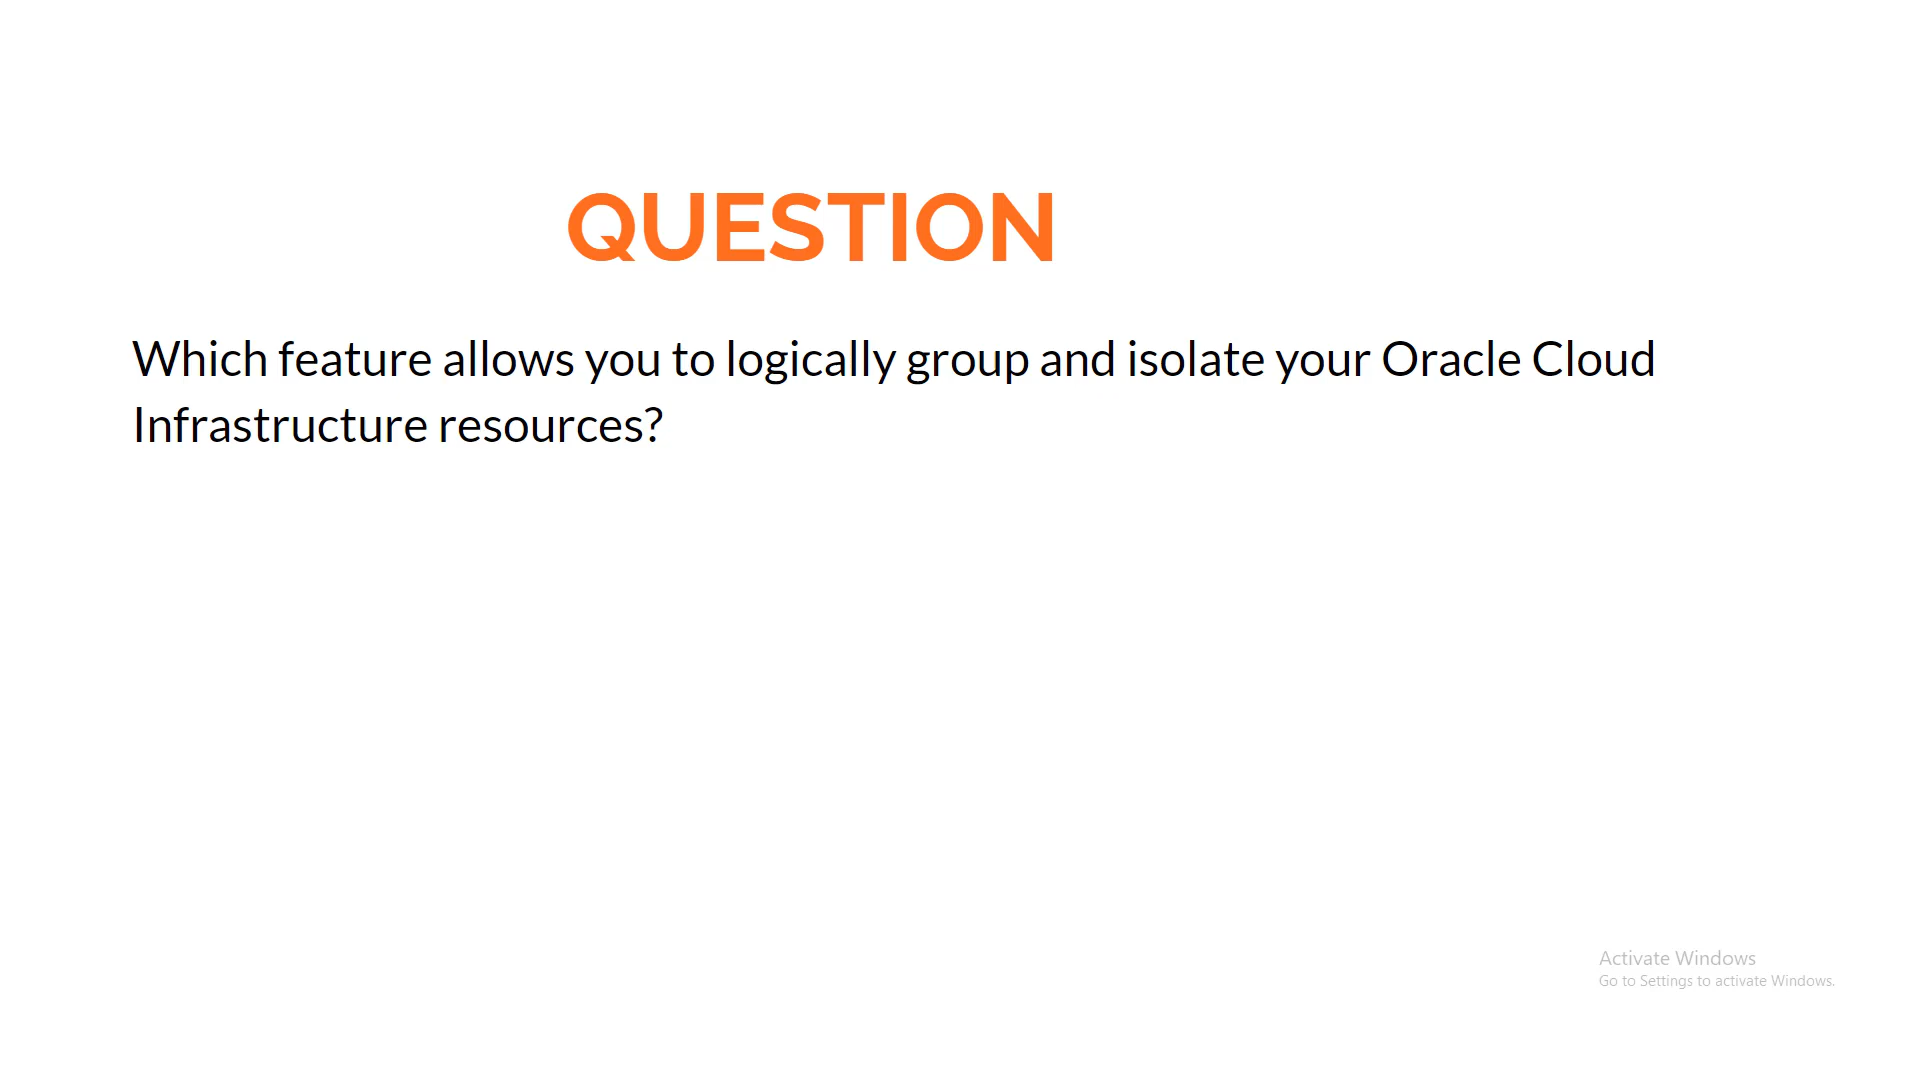 QUESTION
Which feature allows you to logically group and isolate your Oracle Cloud
Infrastructure resources?
Activate Windows
Go to Settings to activate Windows.